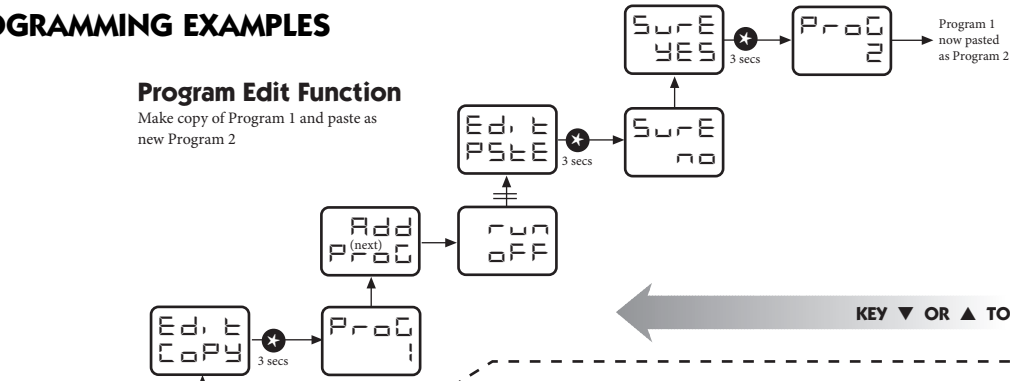 OGRAMMING EXAMPLES
SurE
YES
3 secs
ProG
2
Program 1
now pasted
as Program 2
Program Edit Function
Make copy of Program 1 and paste as
new Program 2
Edit
PStE
3 secs
SurE
no
Add
(next)
ProG
run
oFF
KEY ▼ OR ▲ TO
Edit
CoPY
3 secs
ProG
1